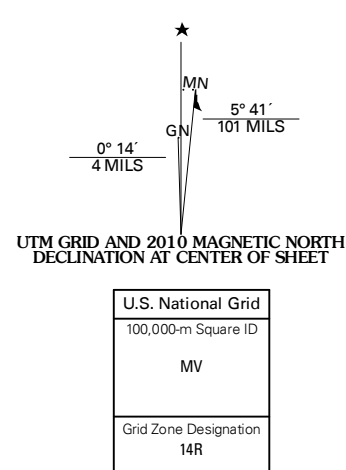 ★
MN
5° 41´
101 MILS
GN
0° 14´
4 MILS
UTM GRID AND 2010 MAGNETIC NORTH
DECLINATION AT CENTER OF SHEET
U.S. National Grid
100,000-m Square ID
MV
Grid Zone Designation
14R